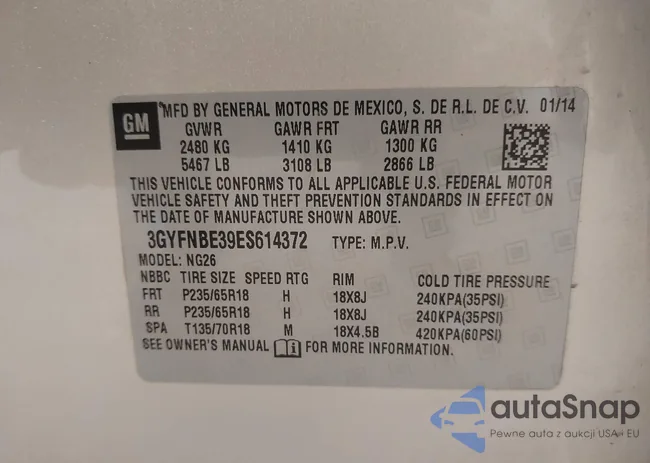 GM
MFD BY GENERAL MOTORS DE MEXICO, S. DE R.L. DE C.V. 01/14
GVWR GAWR FRT GAWR RR
2480 KG 1410 KG 1300 KG
5467 LB 3108 LB 2866 LB
THIS VEHICLE CONFORMS TO ALL APPLICABLE U.S. FEDERAL MOTOR
VEHICLE SAFETY AND THEFT PREVENTION STANDARDS IN EFFECT ON
THE DATE OF MANUFACTURE SHOWN ABOVE.
3GYFNBE39ES614372 TYPE: M.P.V.
MODEL: NG26
NBBC TIRE SIZE SPEED RTG RIM COLD TIRE PRESSURE
FRT P235/65R18 H 18X8J 240KPA(35PSI)
RR P235/65R18 H 18X8J 240KPA(35PSI)
SPA T135/70R18 M 18X4.5B 420KPA(60PSI)
SEE OWNER'S MANUAL i FOR MORE INFORMATION.
autaSnap
Pewne auta z aukcji USA i EU